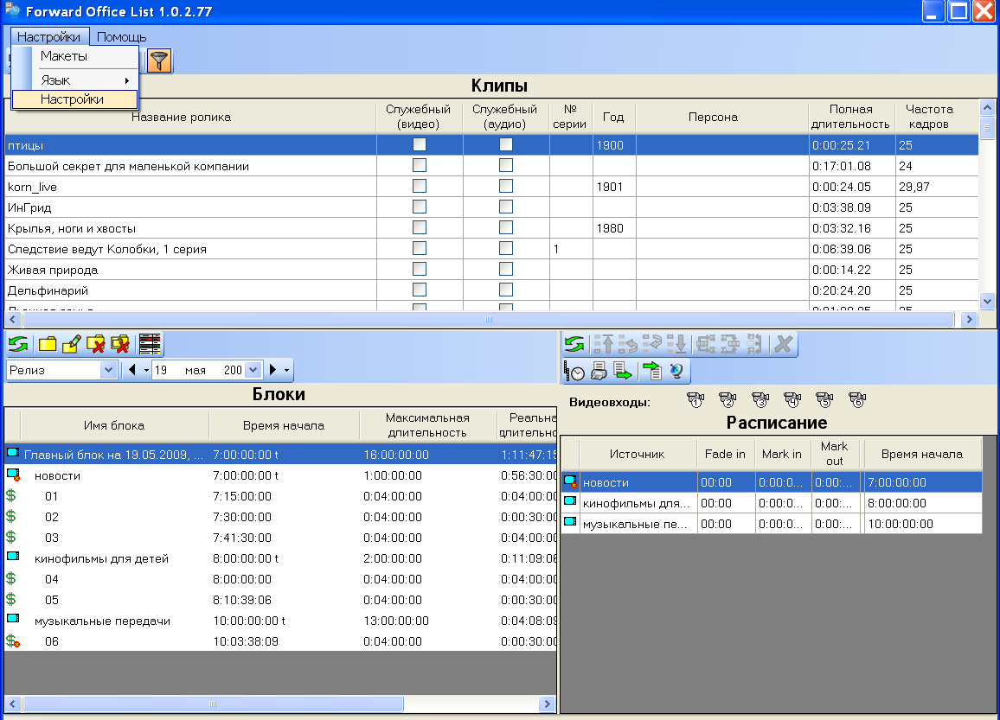 Forward Office List 1.0.2.77
Настройки Помощь
Макеты
Язык
Настройки
Клипы
Название ролика Служебный (видео) Служебный (аудио) № серии Год Персона Полная длительность Частота кадров
птицы 1900 0:00:25.21 25
Большой секрет для маленькой компании 0:17:01.08 24
korn_live 1901 0:00:24.05 29,97
ИнГрид 0:03:38.09 25
Крылья, ноги и хвосты 1980 0:03:32.16 25
Следствие ведут Колобки, 1 серия 1 0:06:39.06 25
Живая природа 0:00:14.22 25
Дельфинарий 0:20:24.20 25
Релиз 19 мая 200
Блоки
Имя блока Время начала Максимальная длительность Реальна длительно
Главный блок на 19.05.2009, ... 7:00:00:00 t 16:00:00:00 1:11:47:15
новости 7:00:00:00 t 1:00:00:00 0:56:30:00
01 7:15:00:00 0:04:00:00 0:04:00:00
02 7:30:00:00 0:04:00:00 0:00:30:00
03 7:41:30:00 0:04:00:00 0:04:00:00
кинофильмы для детей 8:00:00:00 t 2:00:00:00 0:11:09:06
04 8:00:00:00 0:04:00:00 0:04:00:00
05 8:10:39:06 0:04:00:00 0:00:30:00
музыкальные передачи 10:00:00:00 t 13:00:00:00 0:04:08:09
06 10:03:38:09 0:04:00:00 0:00:30:00
Видеовходы: 1 2 3 4 5 6
Расписание
Источник Fade in Mark in Mark out Время начала
новости 00:00 0:00:0... 0:00:... 7:00:00:00
кинофильмы для... 00:00 0:00:0... 0:00:... 8:00:00:00
музыкальные пе... 00:00 0:00:0... 0:00:... 10:00:00:00